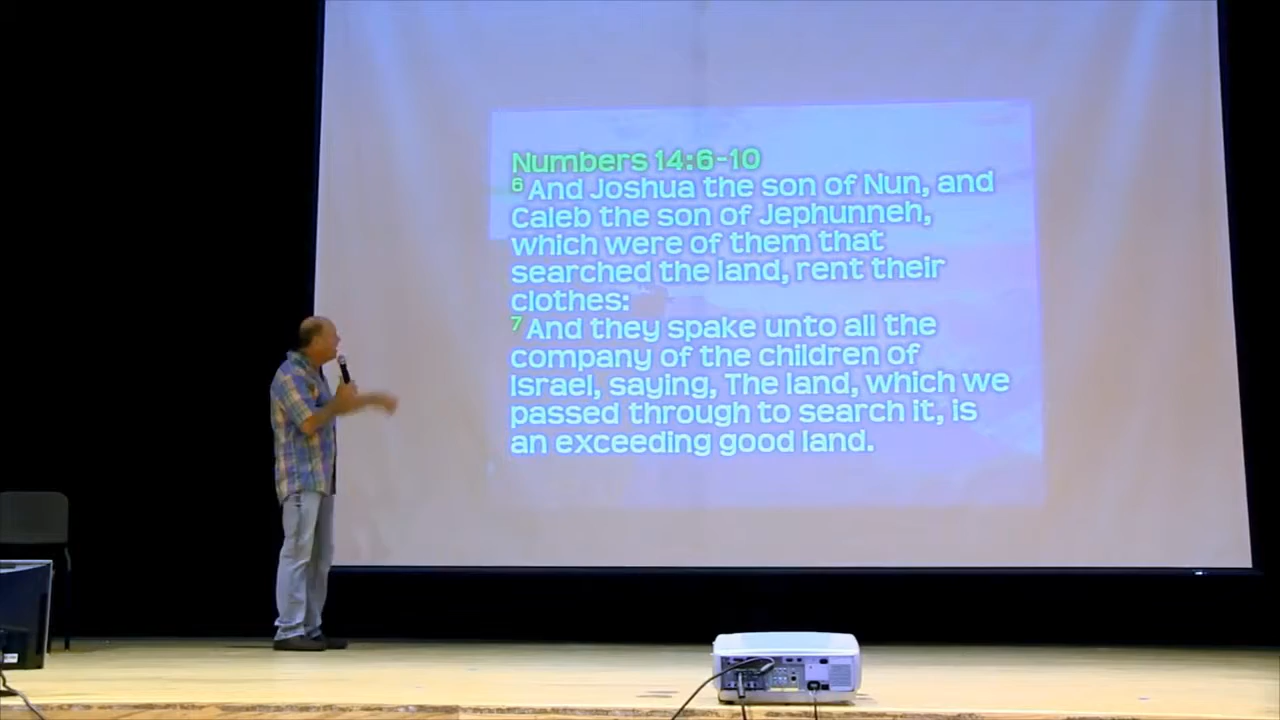 Numbers 14:6-10
6 And Joshua the son of Nun, and
Caleb the son of Jephunneh,
which were of them that
searched the land, rent their
clothes:
7 And they spake unto all the
company of the children of
Israel, saying, The land, which we
passed through to search it, is
an exceeding good land.